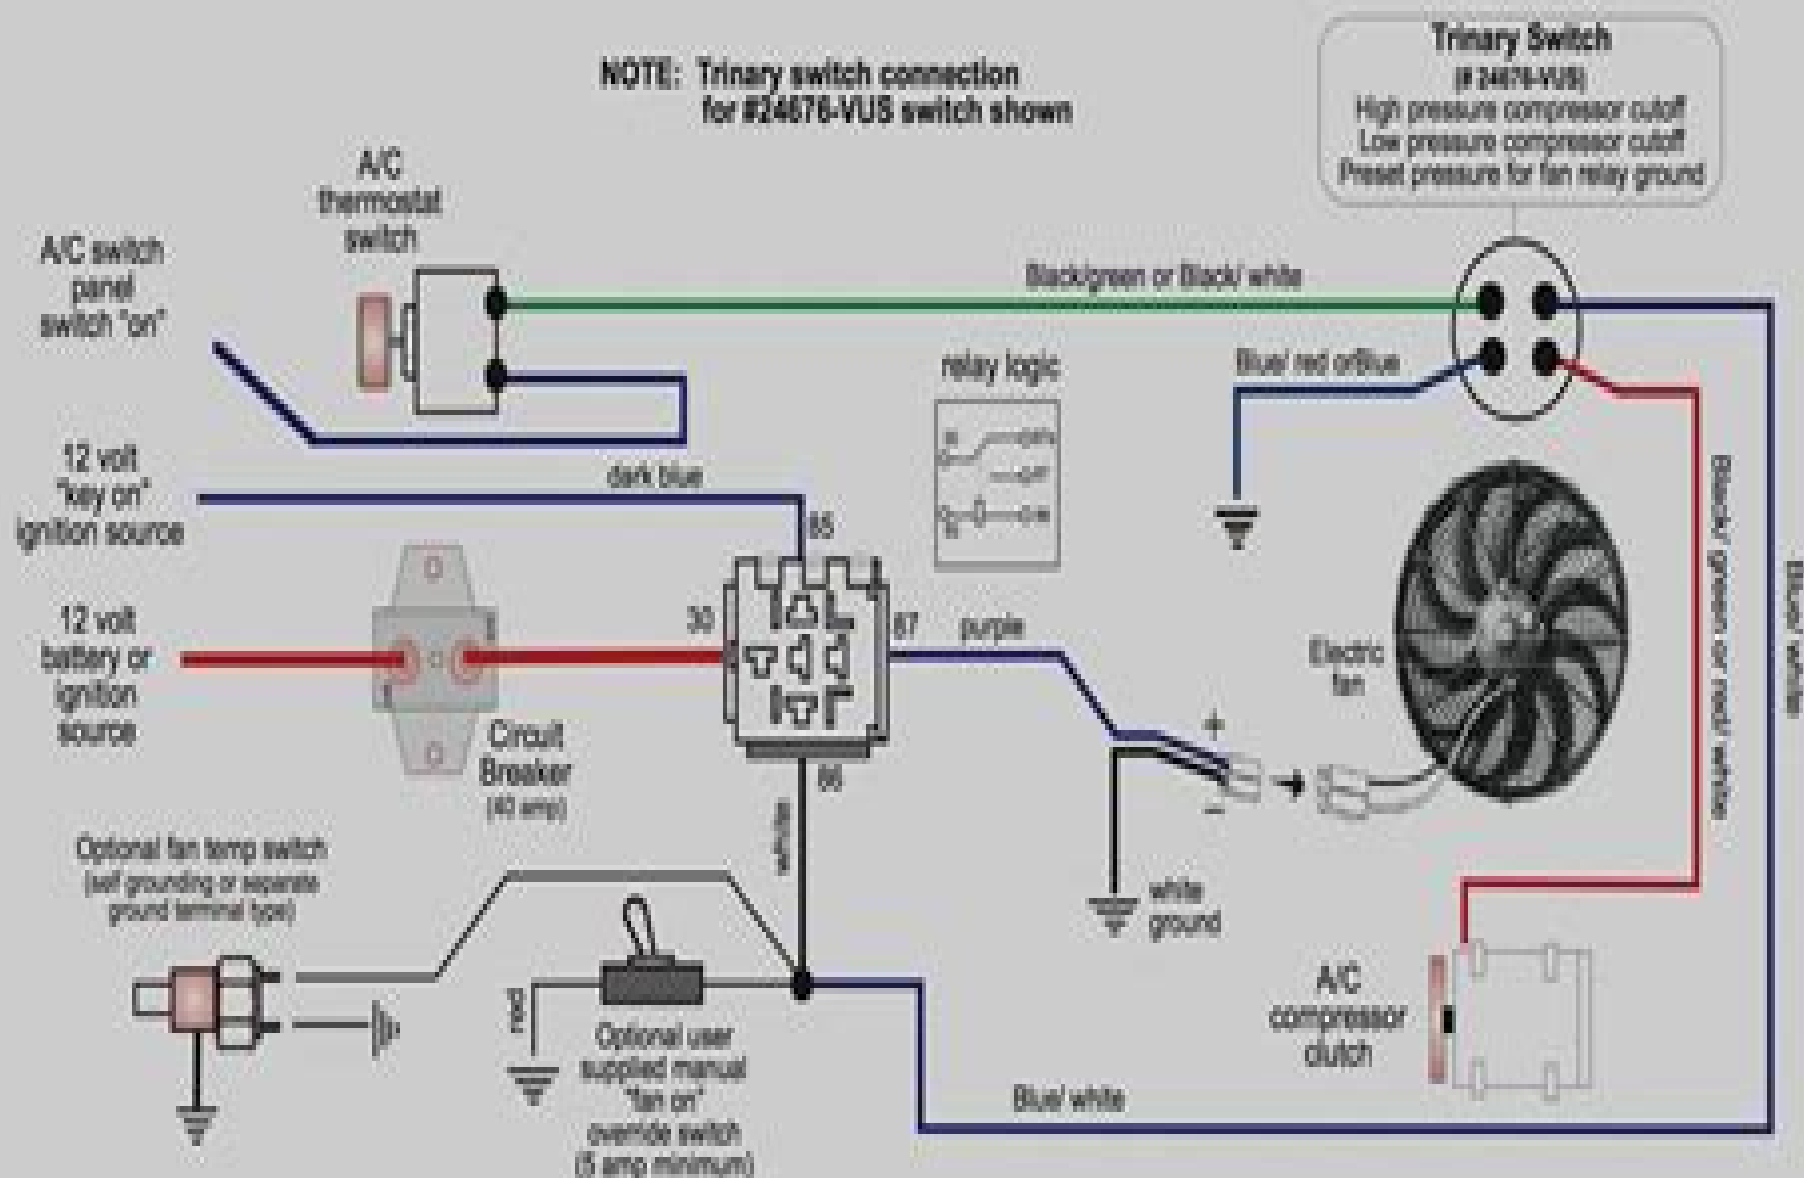 NOTE: Trinary switch connection
for #24676-VUS switch shown
Trinary Switch
(# 24676-VUS)
High pressure compressor cutoff
Low pressure compressor cutoff
Preset pressure for fan relay ground
A/C
thermostat
switch
A/C switch
panel
switch "on"
Black/green or Black/ white
Blue/ red orBlue
relay logic
12 volt
"key on"
ignition source
dark blue
85
12 volt
battery or
ignition
source
30
87
purple
Circuit
Breaker
(40 amp)
86
white
+
−
Electric
fan
Black/ green or red/ white
Blue/ white
white
ground
Optional fan temp switch
(self grounding or separate
ground terminal type)
red
Optional user
supplied manual
"fan on"
override switch
(5 amp minimum)
A/C
compressor
clutch
Blue/ white